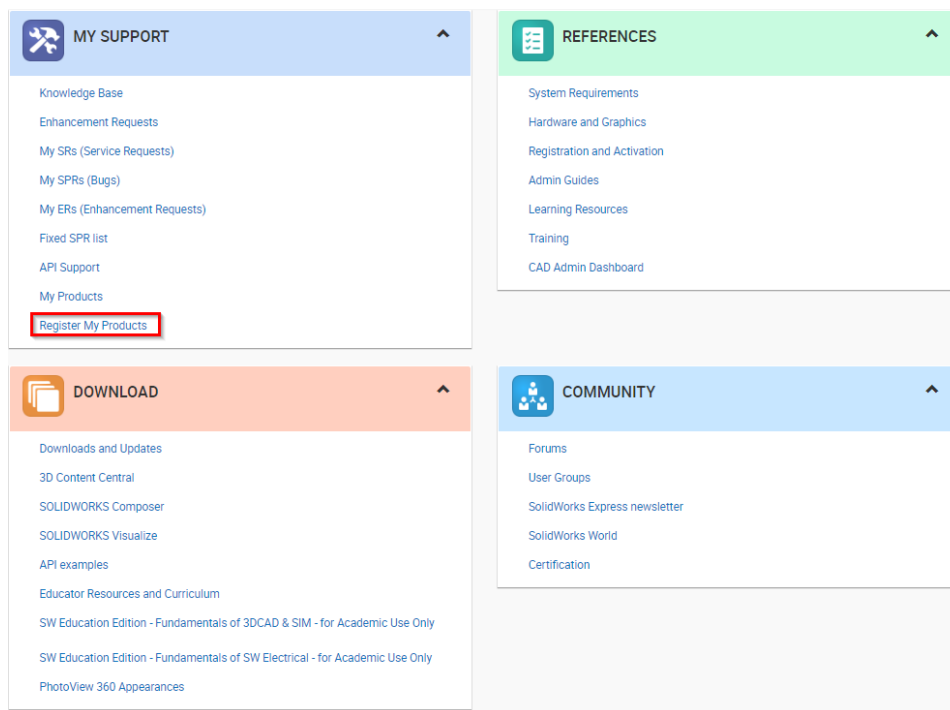 MY SUPPORT
Knowledge Base
Enhancement Requests
My SRs (Service Requests)
My SPRs (Bugs)
My ERs (Enhancement Requests)
Fixed SPR list
API Support
My Products
Register My Products
REFERENCES
System Requirements
Hardware and Graphics
Registration and Activation
Admin Guides
Learning Resources
Training
CAD Admin Dashboard
DOWNLOAD
Downloads and Updates
3D Content Central
SOLIDWORKS Composer
SOLIDWORKS Visualize
API examples
Educator Resources and Curriculum
SW Education Edition - Fundamentals of 3DCAD & SIM - for Academic Use Only
SW Education Edition - Fundamentals of SW Electrical - for Academic Use Only
PhotoView 360 Appearances
COMMUNITY
Forums
User Groups
SolidWorks Express newsletter
SolidWorks World
Certification